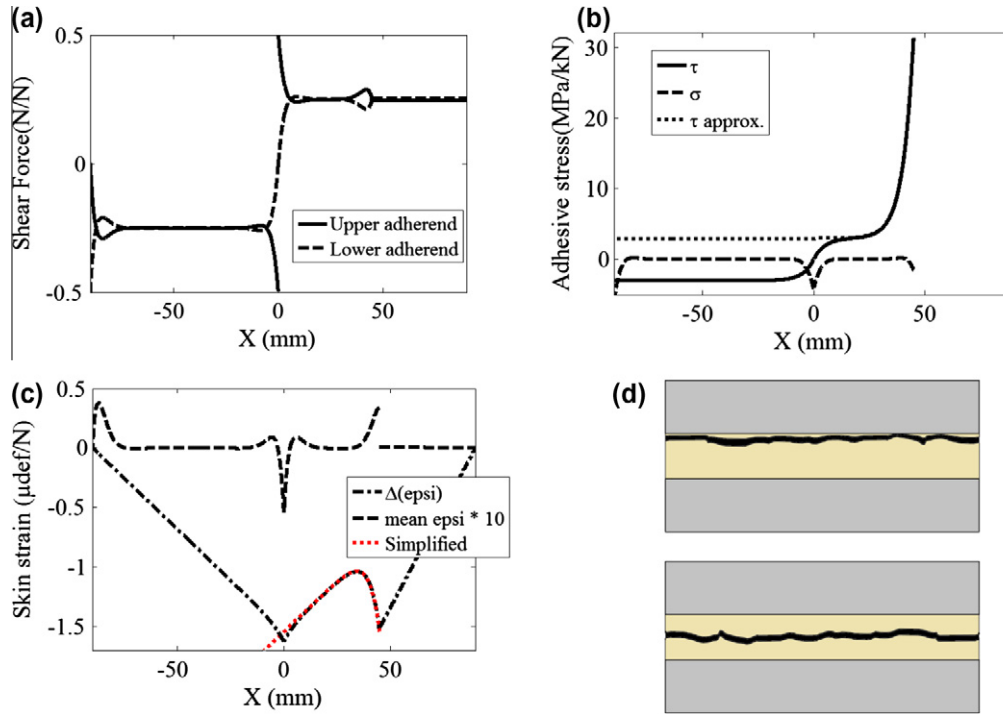 (a)
0.5
0
-0.5
-50
0
50
Shear Force(N/N)
X (mm)
Upper adherend
Lower adherend
(b)
30
20
10
0
-50
0
50
Adhesive stress(MPa/kN)
X (mm)
τ
σ
τ approx.
(c)
0.5
0
-0.5
-1
-1.5
-50
0
50
Skin strain (μdef/N)
X (mm)
Δ(epsi)
mean epsi * 10
Simplified
(d)